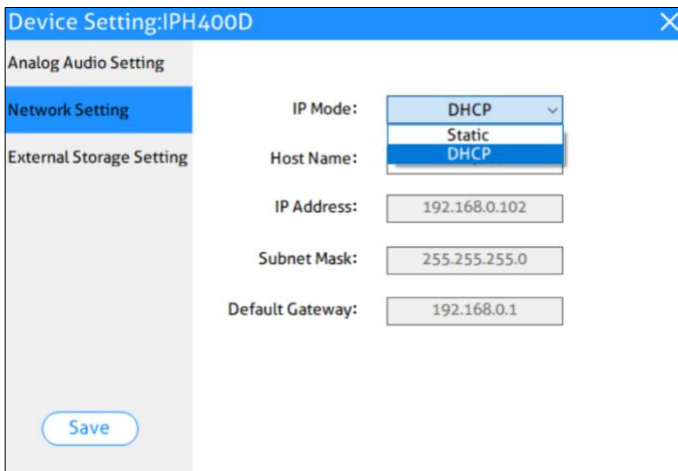 Device Setting:IPH400D
Analog Audio Setting
Network Setting
External Storage Setting
IP Mode: DHCP
Static
DHCP
Host Name:
IP Address: 192.168.0.102
Subnet Mask: 255.255.255.0
Default Gateway: 192.168.0.1
Save